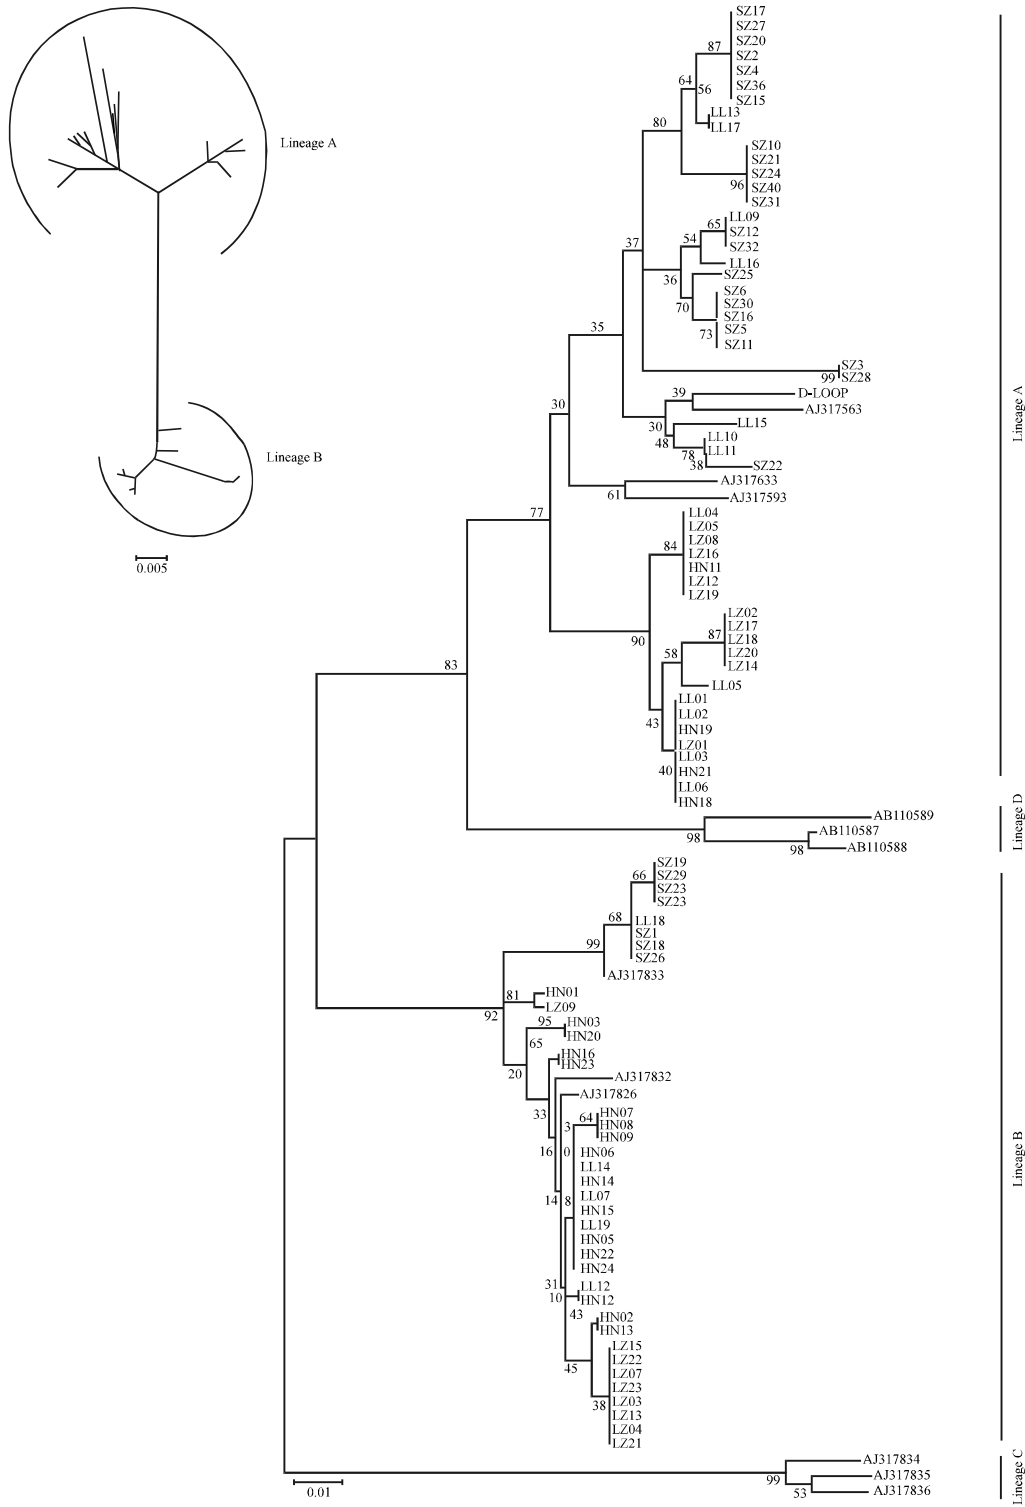 Lineage A
Lineage B
0.005
SZ17
SZ27
87
SZ20
SZ2
SZ4
64
56
SZ36
SZ15
LL13
LL17
80
SZ10
SZ21
SZ24
96
SZ40
SZ31
LL09
65
SZ12
54
SZ32
37
LL16
SZ25
36
SZ6
SZ30
70
SZ16
SZ5
73
SZ11
35
SZ3
99
SZ28
39
D-LOOP
AJ317563
30
30
LL15
48
LL10
LL11
78
38
SZ22
AJ317633
61
AJ317593
77
LL04
LZ05
LZ08
84
LZ16
HN11
LZ12
LZ19
LZ02
LZ17
87
LZ18
90
LZ20
58
LZ14
LL05
LL01
LL02
43
HN19
LZ01
LL03
40
HN21
LL06
HN18
83
Lineage A
AB110589
98
AB110587
98
AB110588
Lineage D
SZ19
66
SZ29
SZ23
SZ23
68
LL18
SZ1
99
SZ18
SZ26
AJ317833
81
HN01
LZ09
92
95
HN03
HN20
65
HN16
HN23
20
AJ317832
AJ317826
33
HN07
64
HN08
3
HN09
16
0
HN06
LL14
HN14
14
8
LL07
HN15
LL19
HN05
HN22
HN24
31
LL12
10
HN12
43
HN02
HN13
LZ15
45
LZ22
LZ07
LZ23
38
LZ03
LZ13
LZ04
LZ21
Lineage B
AJ317834
99
AJ317835
53
AJ317836
Lineage C
0.01